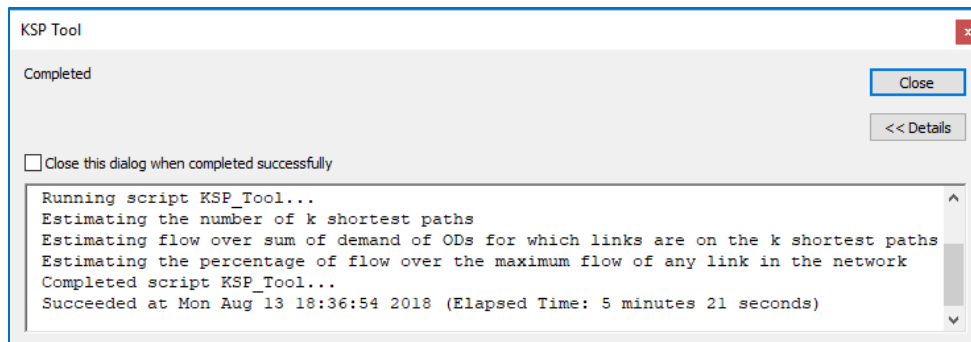 KSP Tool
x
Completed
Close
<< Details
Close this dialog when completed successfully
Running script KSP_Tool...
Estimating the number of k shortest paths
Estimating flow over sum of demand of ODs for which links are on the k shortest paths
Estimating the percentage of flow over the maximum flow of any link in the network
Completed script KSP_Tool...
Succeeded at Mon Aug 13 18:36:54 2018 (Elapsed Time: 5 minutes 21 seconds)